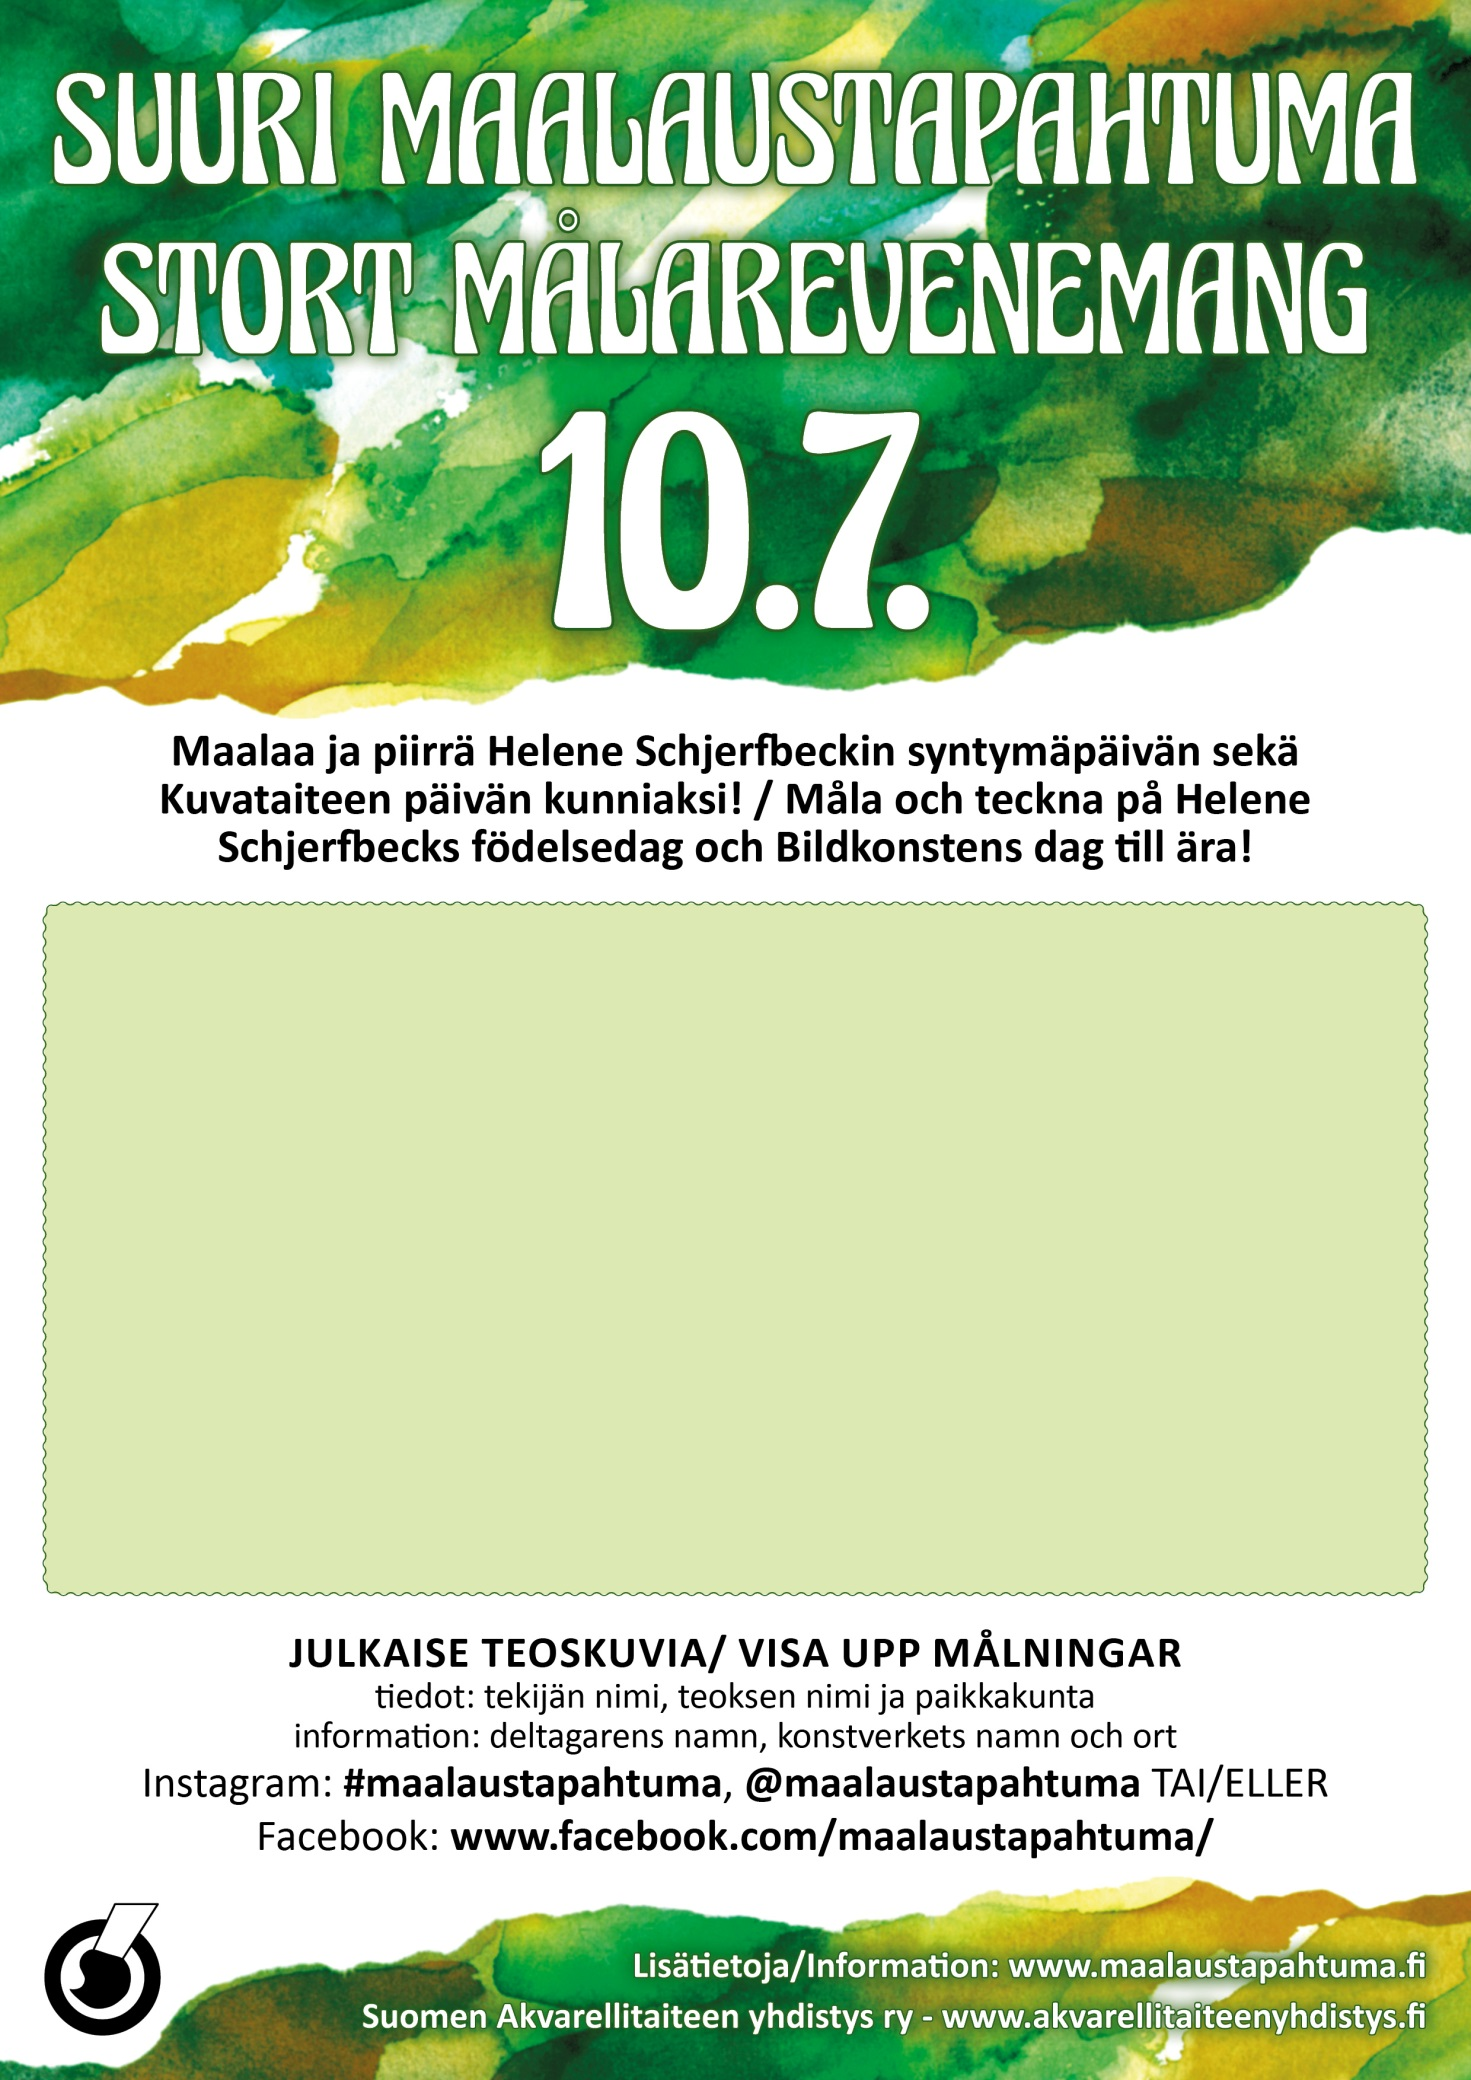 SUURI MAALAUSTAPAHTUMA
STORT MÅLAREVENEMANG
10.7.
Maalaa ja piirrä Helene Schjerfbeckin syntymäpäivän sekä
Kuvataiteen päivän kunniaksi! / Måla och teckna på Helene
Schjerfbecks födelsedag och Bildkonstens dag till ära!
JULKAISE TEOSKUVIA/ VISA UPP MÅLNINGAR
tiedot: tekijän nimi, teoksen nimi ja paikkakunta
information: deltagarens namn, konstverkets namn och ort
Instagram: #maalaustapahtuma, @maalaustapahtuma TAI/ELLER
Facebook: www.facebook.com/maalaustapahtuma/
Lisätietoja/Information: www.maalaustapahtuma.fi
Suomen Akvarellitaiteen yhdistys ry - www.akvarellitaiteenyhdistys.fi